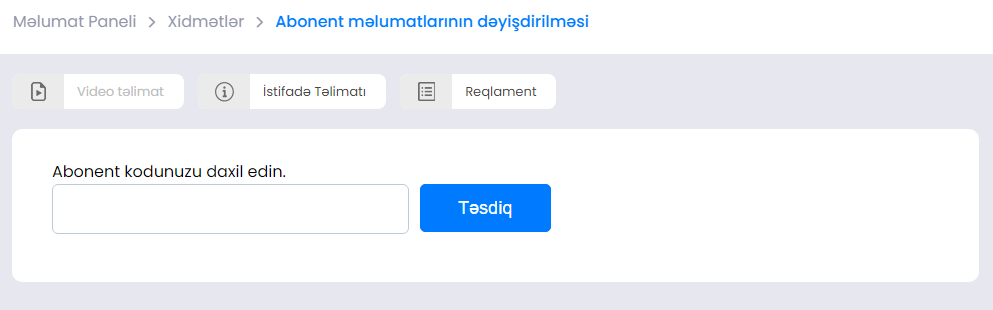 Məlumat Paneli > Xidmətlər > Abonent məlumatlarının dəyişdirilməsi
Video təlimat İstifadə Təlimatı Reqlament
Abonent kodunuzu daxil edin.
Təsdiq